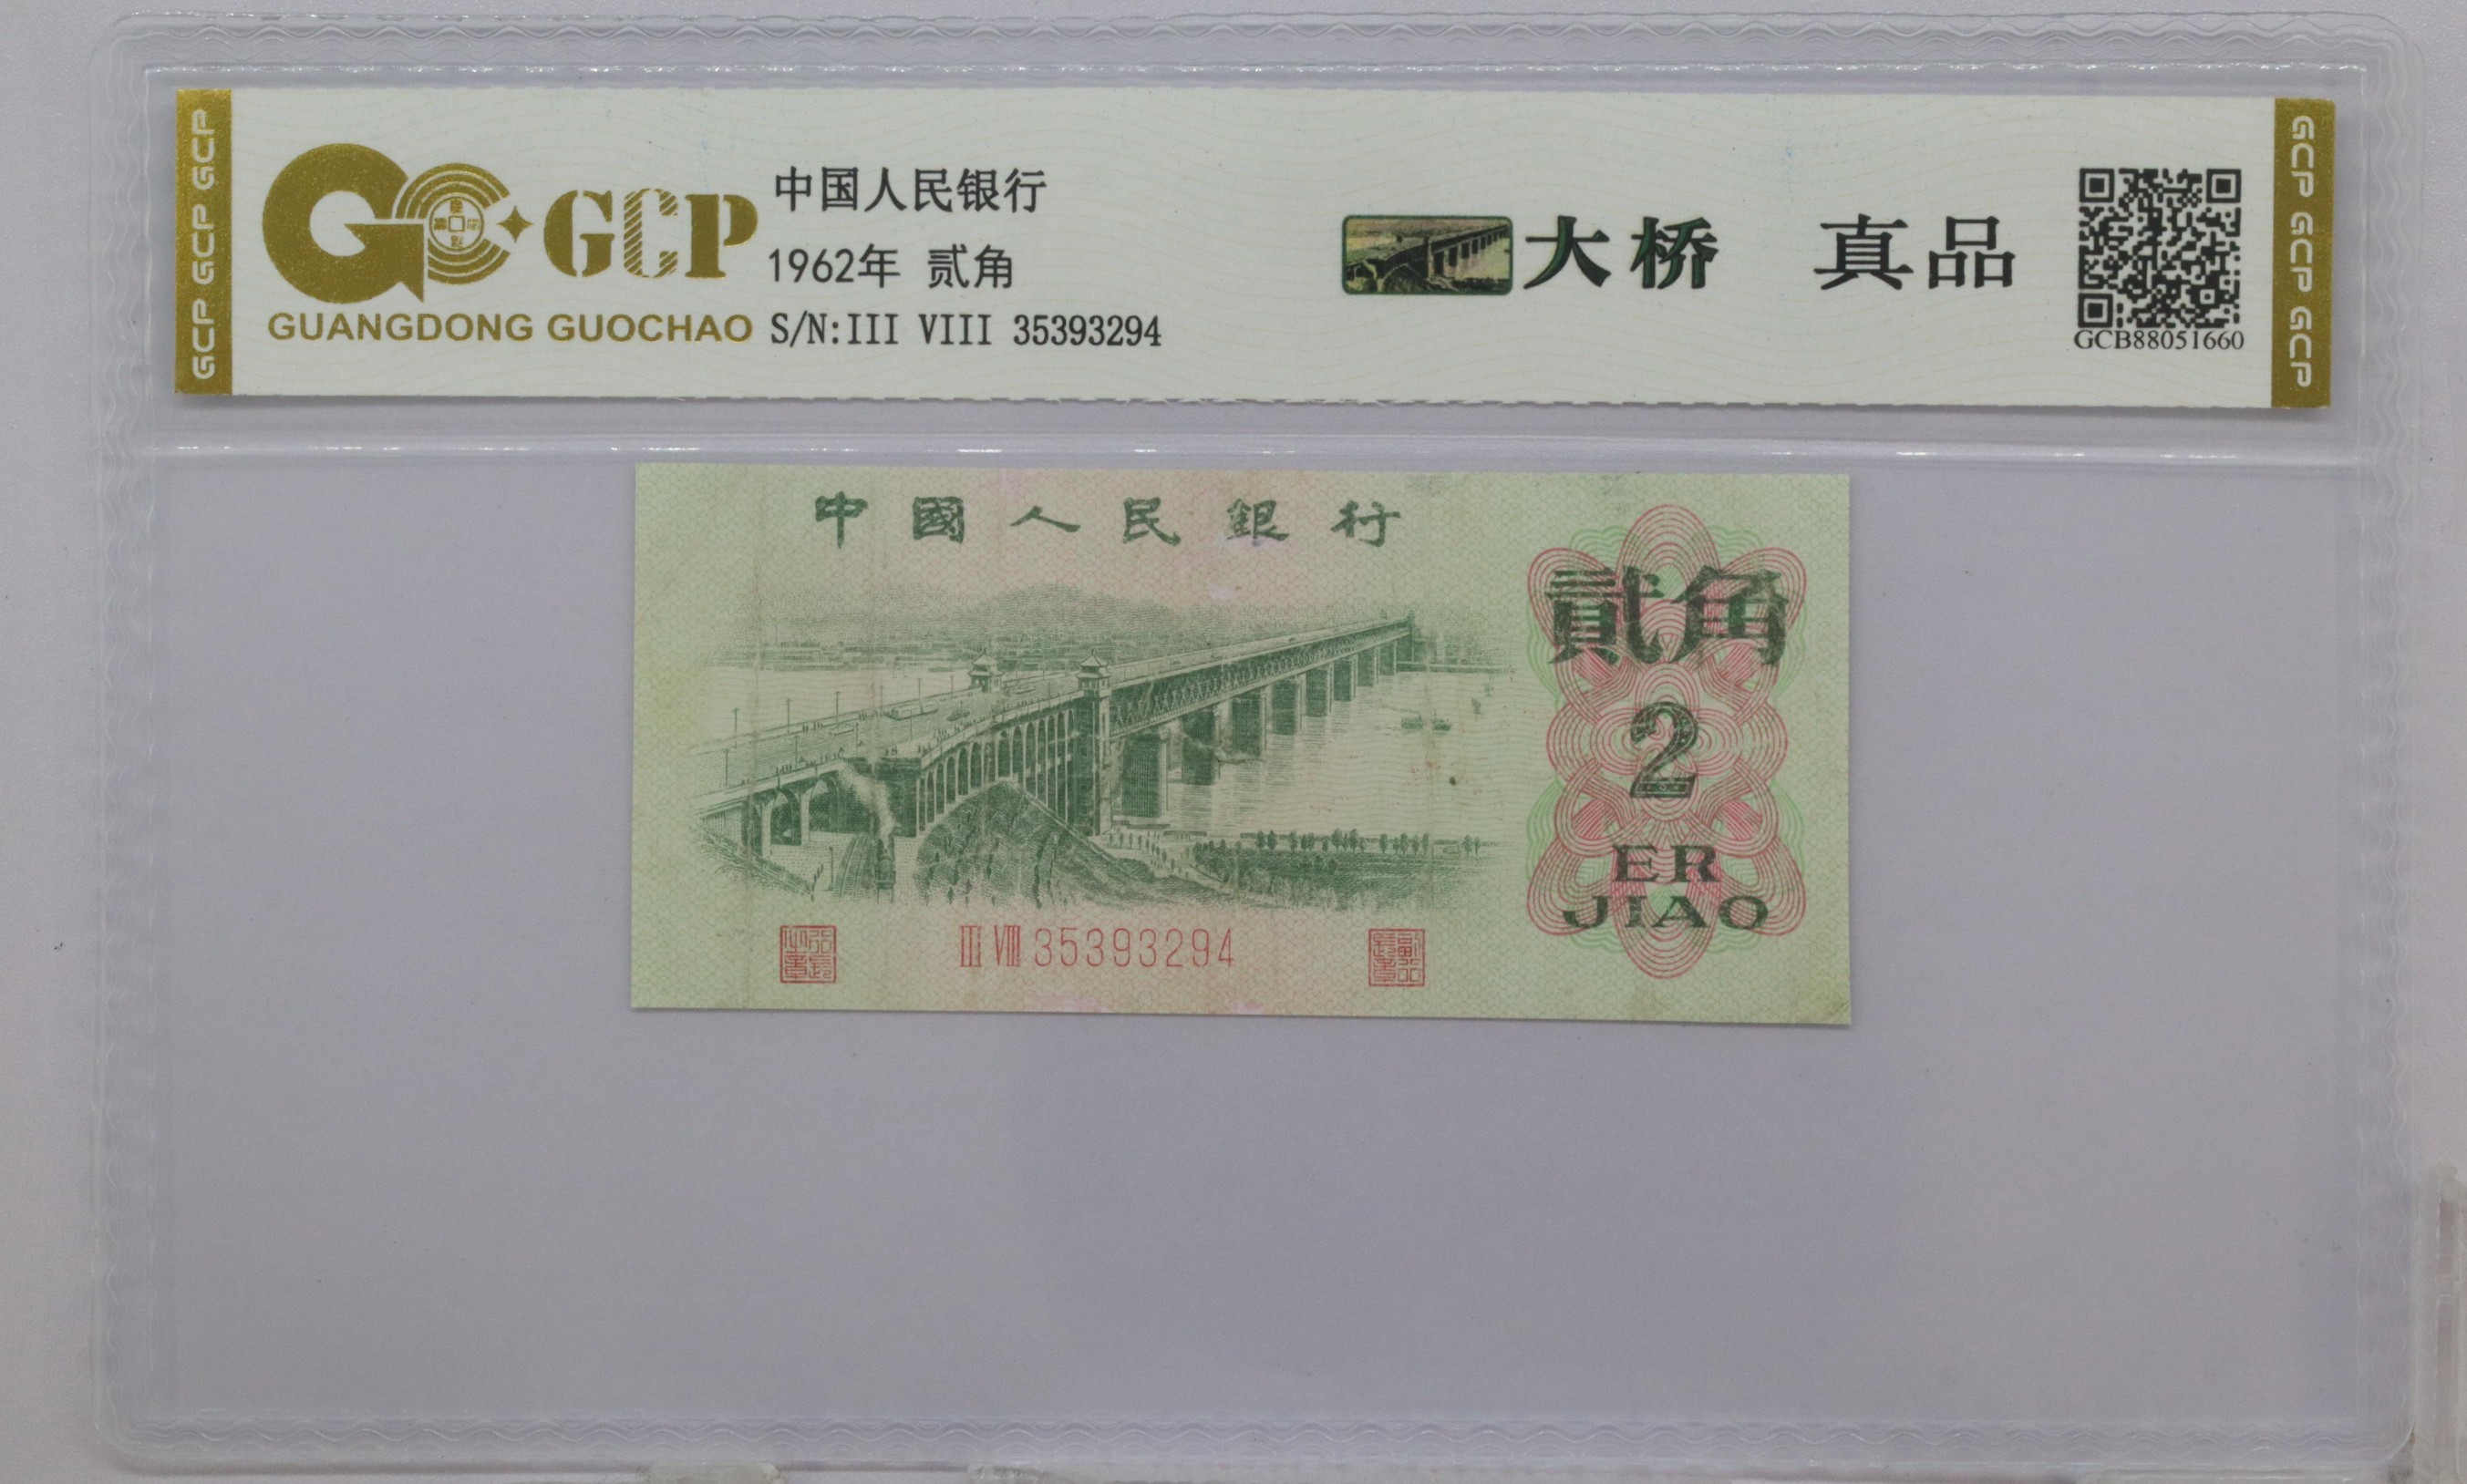 GCP GCP GCP
GCP
GUANGDONG GUOCHAO
中国人民银行
1962年 贰角
S/N:III VIII 35393294
大桥 真品
GCB88051660
GCP GCP GCP
中國人民銀行
貳角
2
ER
JIAO
III VIII 35393294